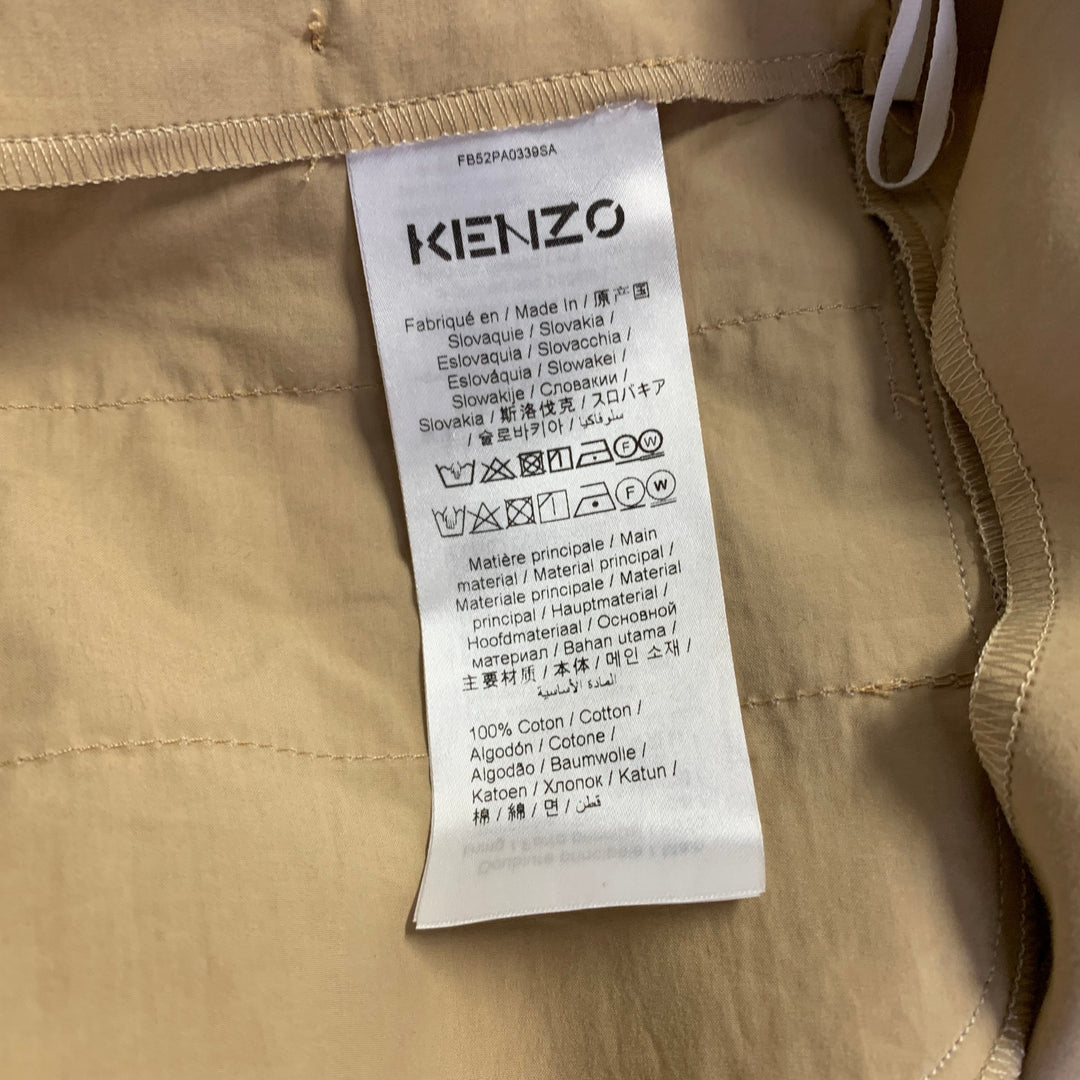 FB52PA0339SA
KENZO
Fabriqué en / Made In / 原产国
Slovaquie / Slovakia /
Eslovaquia / Slovacchia /
Eslováquia / Slowakei /
Slowakije / Словакии /
Slovakia / 斯洛伐克 / スロバキア
/ 슬로바키아 / سلوفاكيا
F W
F W
Matière principale / Main
material / Material principal /
Materiale principale / Material
principal / Hauptmaterial /
Hoofdmateriaal / Основной
материал / Bahan utama /
主要材质 / 本体 / 메인 소재 /
المادة الأساسية
100% Coton / Cotton /
Algodón / Cotone /
Algodão / Baumwolle /
Katoen / Хлопок / Katun /
棉 / 綿 / 면 / قطن